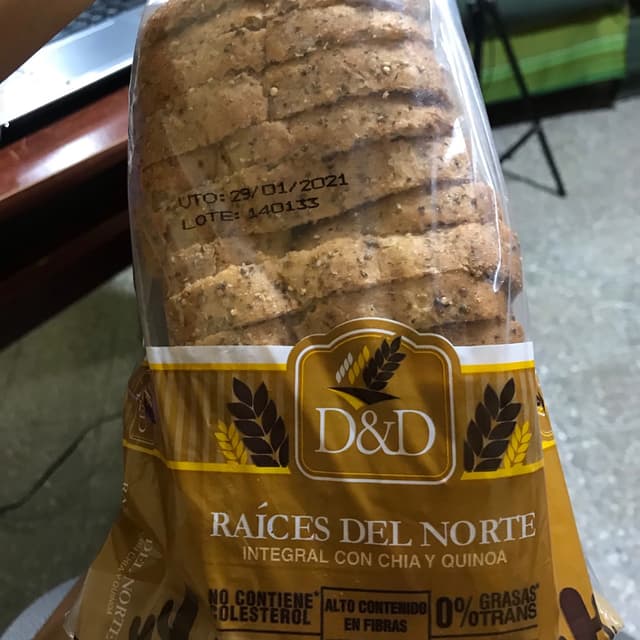 VTO: 29/01/2021
LOTE: 140133
D&D
RAÍCES DEL NORTE
INTEGRAL CON CHIA Y QUINOA
NO CONTIENE*
COLESTEROL
ALTO CONTENIDO
EN FIBRAS
0% GRASAS*
TRANS